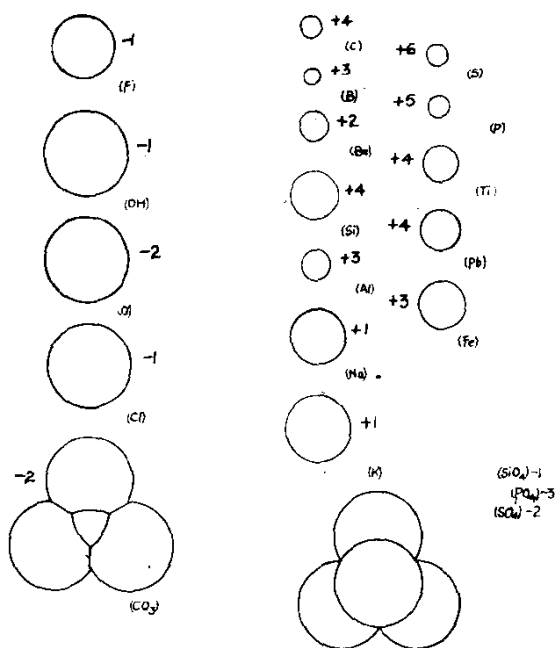 -1
(F)
-1
(OH)
-2
(O)
-1
(Cl)
-2
(CO₃)
+4
(C)
+3
(B)
+2
(Be)
+4
(Si)
+3
(Al)
+1
(Na)
+1
(K)
+6
(S)
+5
(P)
+4
(Ti)
+4
(Pb)
+3
(Fe)
(SiO₄)-1
(PO₄)-3
(SO₄)-2